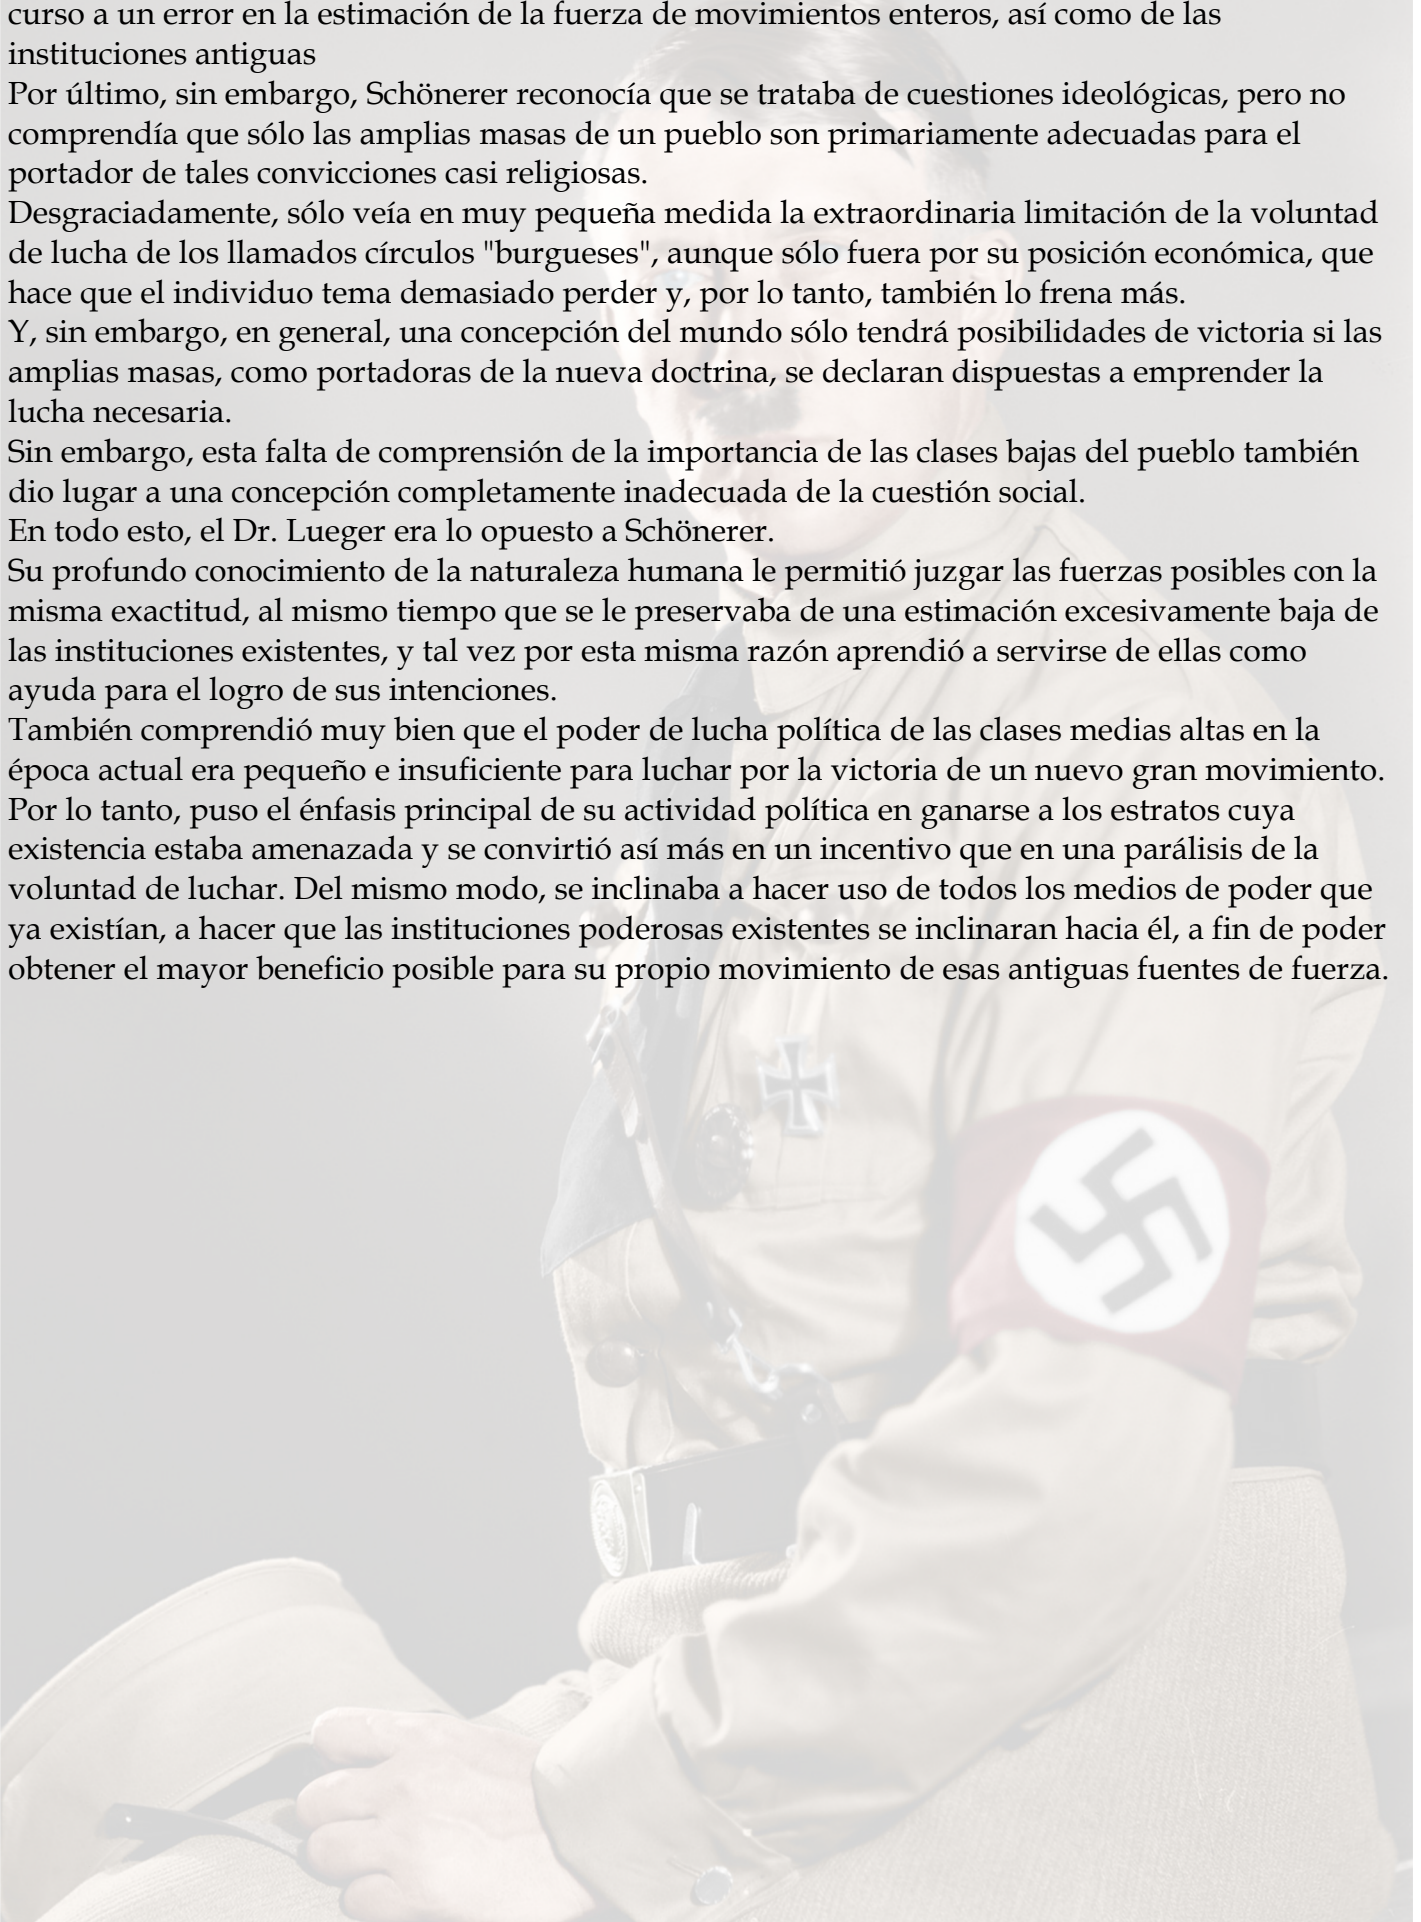 curso a un error en la estimación de la fuerza de movimientos enteros, así como de las
instituciones antiguas
Por último, sin embargo, Schönerer reconocía que se trataba de cuestiones ideológicas, pero no
comprendía que sólo las amplias masas de un pueblo son primariamente adecuadas para el
portador de tales convicciones casi religiosas.
Desgraciadamente, sólo veía en muy pequeña medida la extraordinaria limitación de la voluntad
de lucha de los llamados círculos "burgueses", aunque sólo fuera por su posición económica, que
hace que el individuo tema demasiado perder y, por lo tanto, también lo frena más.
Y, sin embargo, en general, una concepción del mundo sólo tendrá posibilidades de victoria si las
amplias masas, como portadoras de la nueva doctrina, se declaran dispuestas a emprender la
lucha necesaria.
Sin embargo, esta falta de comprensión de la importancia de las clases bajas del pueblo también
dio lugar a una concepción completamente inadecuada de la cuestión social.
En todo esto, el Dr. Lueger era lo opuesto a Schönerer.
Su profundo conocimiento de la naturaleza humana le permitió juzgar las fuerzas posibles con la
misma exactitud, al mismo tiempo que se le preservaba de una estimación excesivamente baja de
las instituciones existentes, y tal vez por esta misma razón aprendió a servirse de ellas como
ayuda para el logro de sus intenciones.
También comprendió muy bien que el poder de lucha política de las clases medias altas en la
época actual era pequeño e insuficiente para luchar por la victoria de un nuevo gran movimiento.
Por lo tanto, puso el énfasis principal de su actividad política en ganarse a los estratos cuya
existencia estaba amenazada y se convirtió así más en un incentivo que en una parálisis de la
voluntad de luchar. Del mismo modo, se inclinaba a hacer uso de todos los medios de poder que
ya existían, a hacer que las instituciones poderosas existentes se inclinaran hacia él, a fin de poder
obtener el mayor beneficio posible para su propio movimiento de esas antiguas fuentes de fuerza.